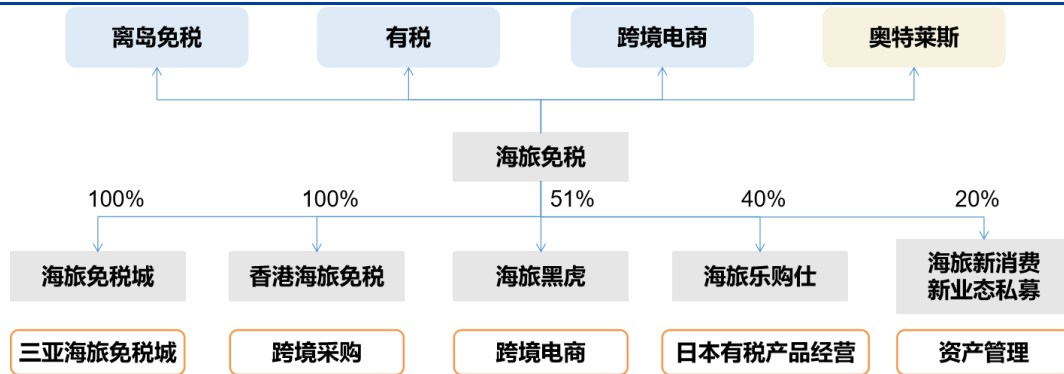 离岛免税
有税
跨境电商
奥特莱斯
海旅免税
100%
100%
51%
40%
20%
海旅免税城
香港海旅免税
海旅黑虎
海旅乐购仕
海旅新消费
新业态私募
三亚海旅免税城
跨境采购
跨境电商
日本有税产品经营
资产管理